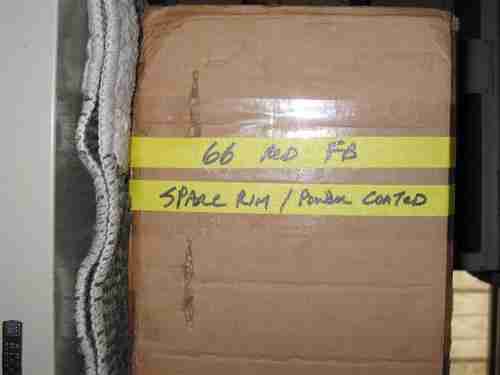 66 RED FB
SPARE RIM / POWDER COATED